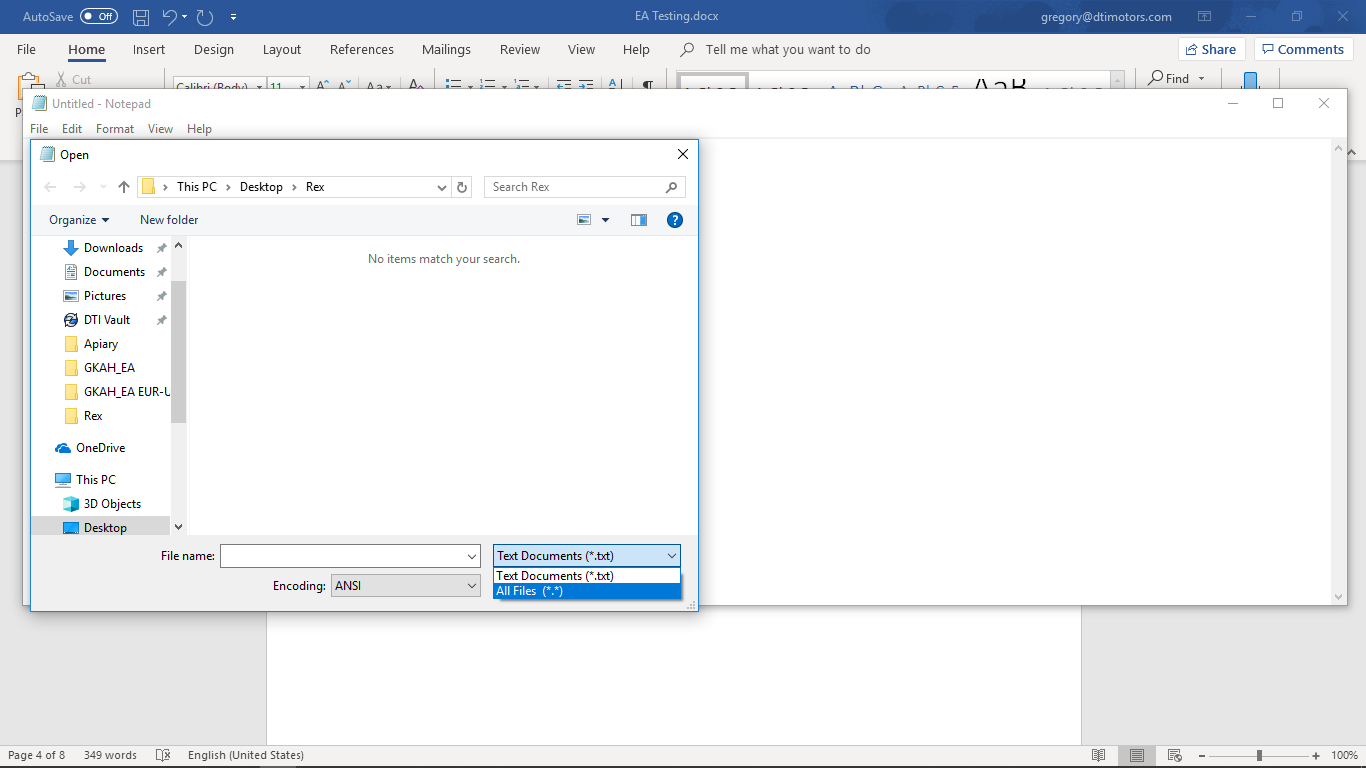 AutoSave Off EA Testing.docx gregory@dtimotors.com
File Home Insert Design Layout References Mailings Review View Help Tell me what you want to do Share Comments
Cut Calibri (Body) 11 Find
Untitled - Notepad
File Edit Format View Help
Open
This PC Desktop Rex Search Rex
Organize New folder
No items match your search.
Downloads
Documents
Pictures
DTI Vault
Apiary
GKAH_EA
GKAH_EA EUR-U
Rex
OneDrive
This PC
3D Objects
Desktop
File name: Text Documents (*.txt)
Text Documents (*.txt)
Encoding: ANSI All Files (*.*)
Page 4 of 8 349 words English (United States) 100%